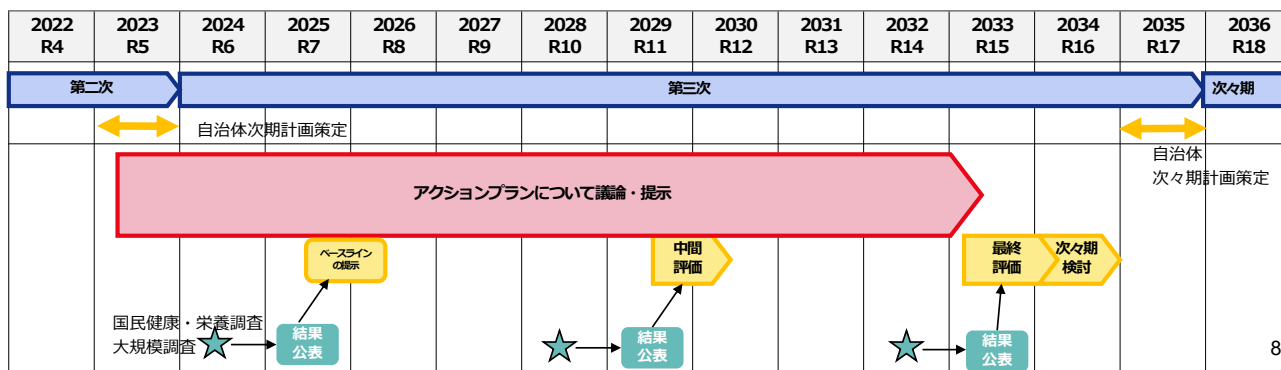 2022 2023 2024 2025 2026 2027 2028 2029 2030 2031 2032 2033 2034 2035 2036
R4 R5 R6 R7 R8 R9 R10 R11 R12 R13 R14 R15 R16 R17 R18
第二次 第三次 次々期
自治体次期計画策定
自治体
次々期計画策定
アクションプランについて議論・提示
ベースライン
の提示
中間
評価
最終
評価
次々期
検討
国民健康・栄養調査
大規模調査
結果
公表
結果
公表
結果
公表
8